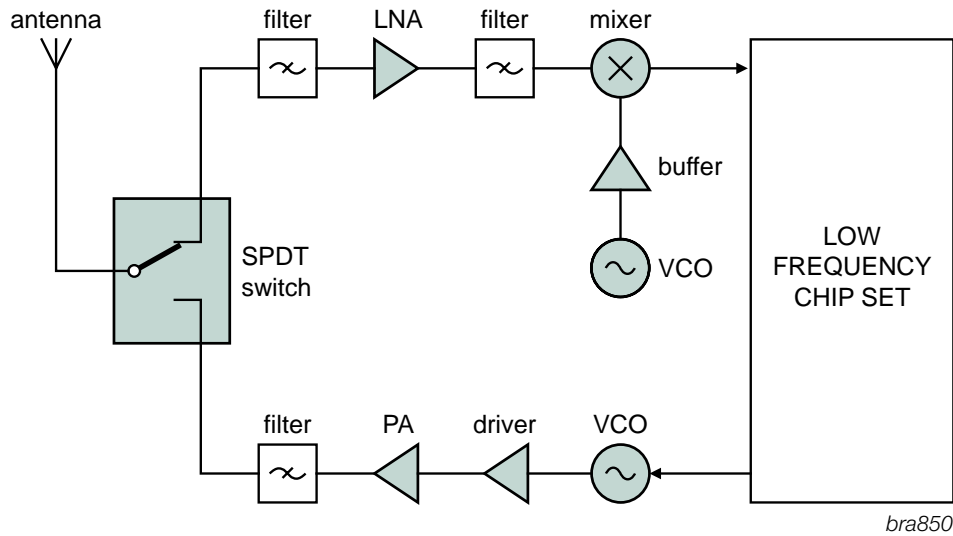 antenna
filter
LNA
filter
mixer
buffer
SPDT
switch
VCO
LOW
FREQUENCY
CHIP SET
filter
PA
driver
VCO
bra850